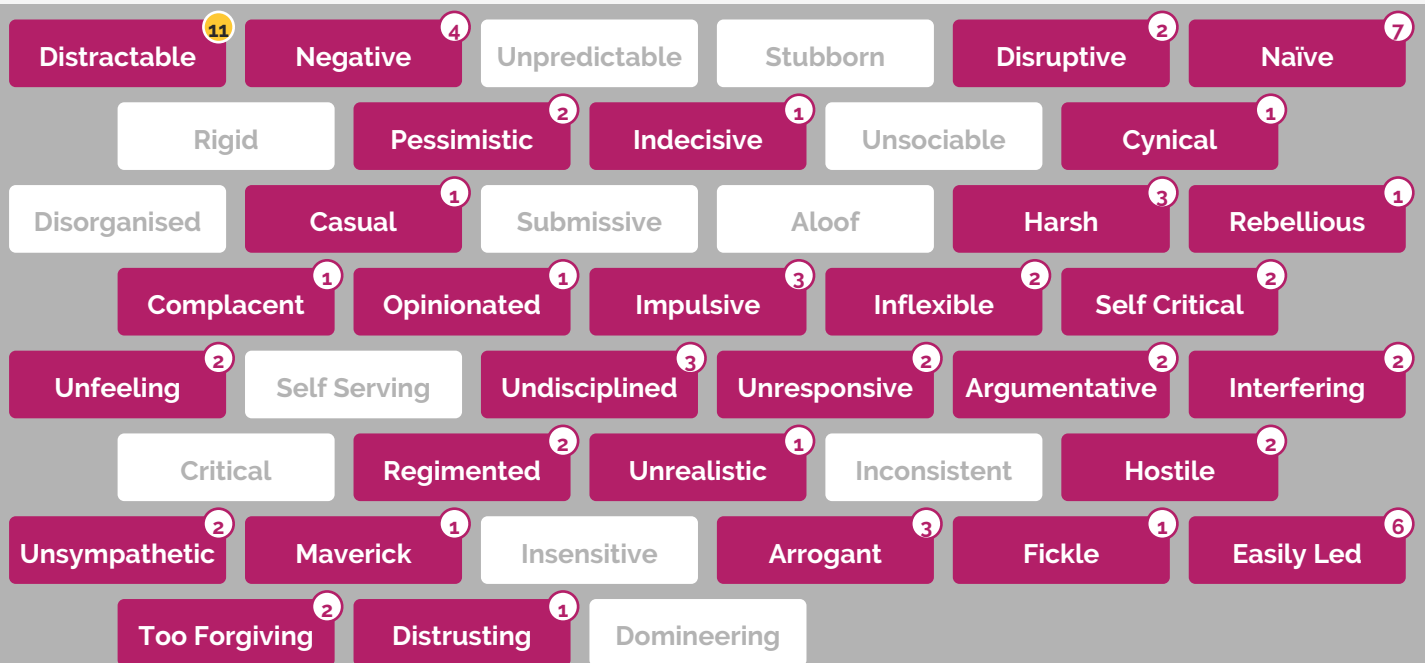 11 4 2 7
Distractable Negative Unpredictable Stubborn Disruptive Naïve
2 1 1
Rigid Pessimistic Indecisive Unsociable Cynical
1 3 1
Disorganised Casual Submissive Aloof Harsh Rebellious
1 1 3 2 2
Complacent Opinionated Impulsive Inflexible Self Critical
2 3 2 2 2
Unfeeling Self Serving Undisciplined Unresponsive Argumentative Interfering
2 1 2
Critical Regimented Unrealistic Inconsistent Hostile
2 1 3 1 6
Unsympathetic Maverick Insensitive Arrogant Fickle Easily Led
2 1
Too Forgiving Distrusting Domineering